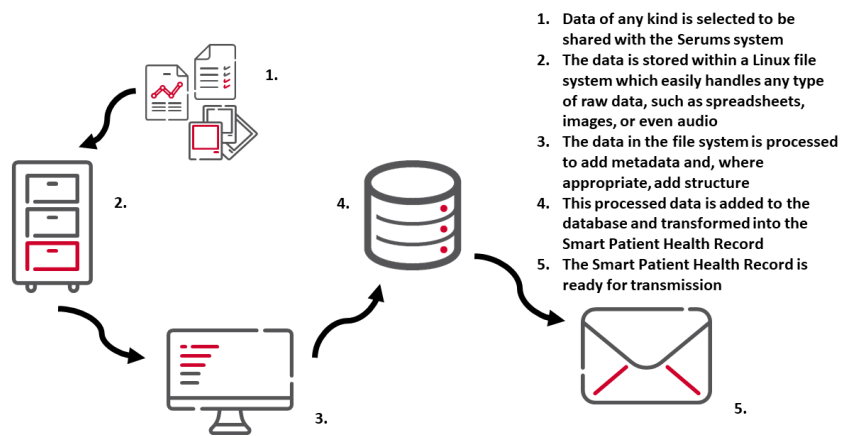 1. Data of any kind is selected to be
shared with the Serums system
2. The data is stored within a Linux file
system which easily handles any type
of raw data, such as spreadsheets,
images, or even audio
3. The data in the file system is processed
to add metadata and, where
appropriate, add structure
4. This processed data is added to the
database and transformed into the
Smart Patient Health Record
5. The Smart Patient Health Record is
ready for transmission
1.
2.
4.
3.
5.